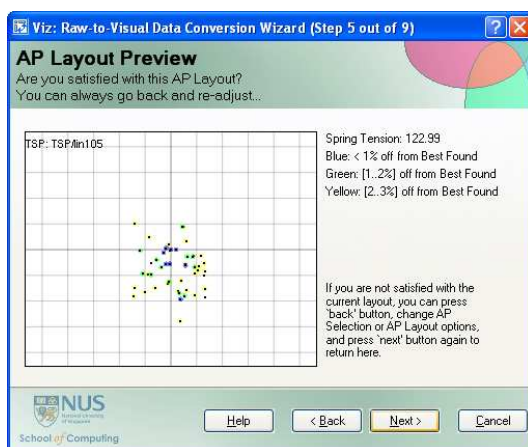 Viz: Raw-to-Visual Data Conversion Wizard (Step 5 out of 9)
AP Layout Preview
Are you satisfied with this AP Layout?
You can always go back and re-adjust...
TSP: TSP/lin105
Spring Tension: 122.99
Blue: < 1% off from Best Found
Green: [1..2%] off from Best Found
Yellow: [2..3%] off from Best Found
If you are not satisfied with the
current layout, you can press
`back' button, change AP
Selection or AP Layout options,
and press `next' button again to
return here.
NUS
National University
of Singapore
School of Computing
Help
< Back
Next >
Cancel